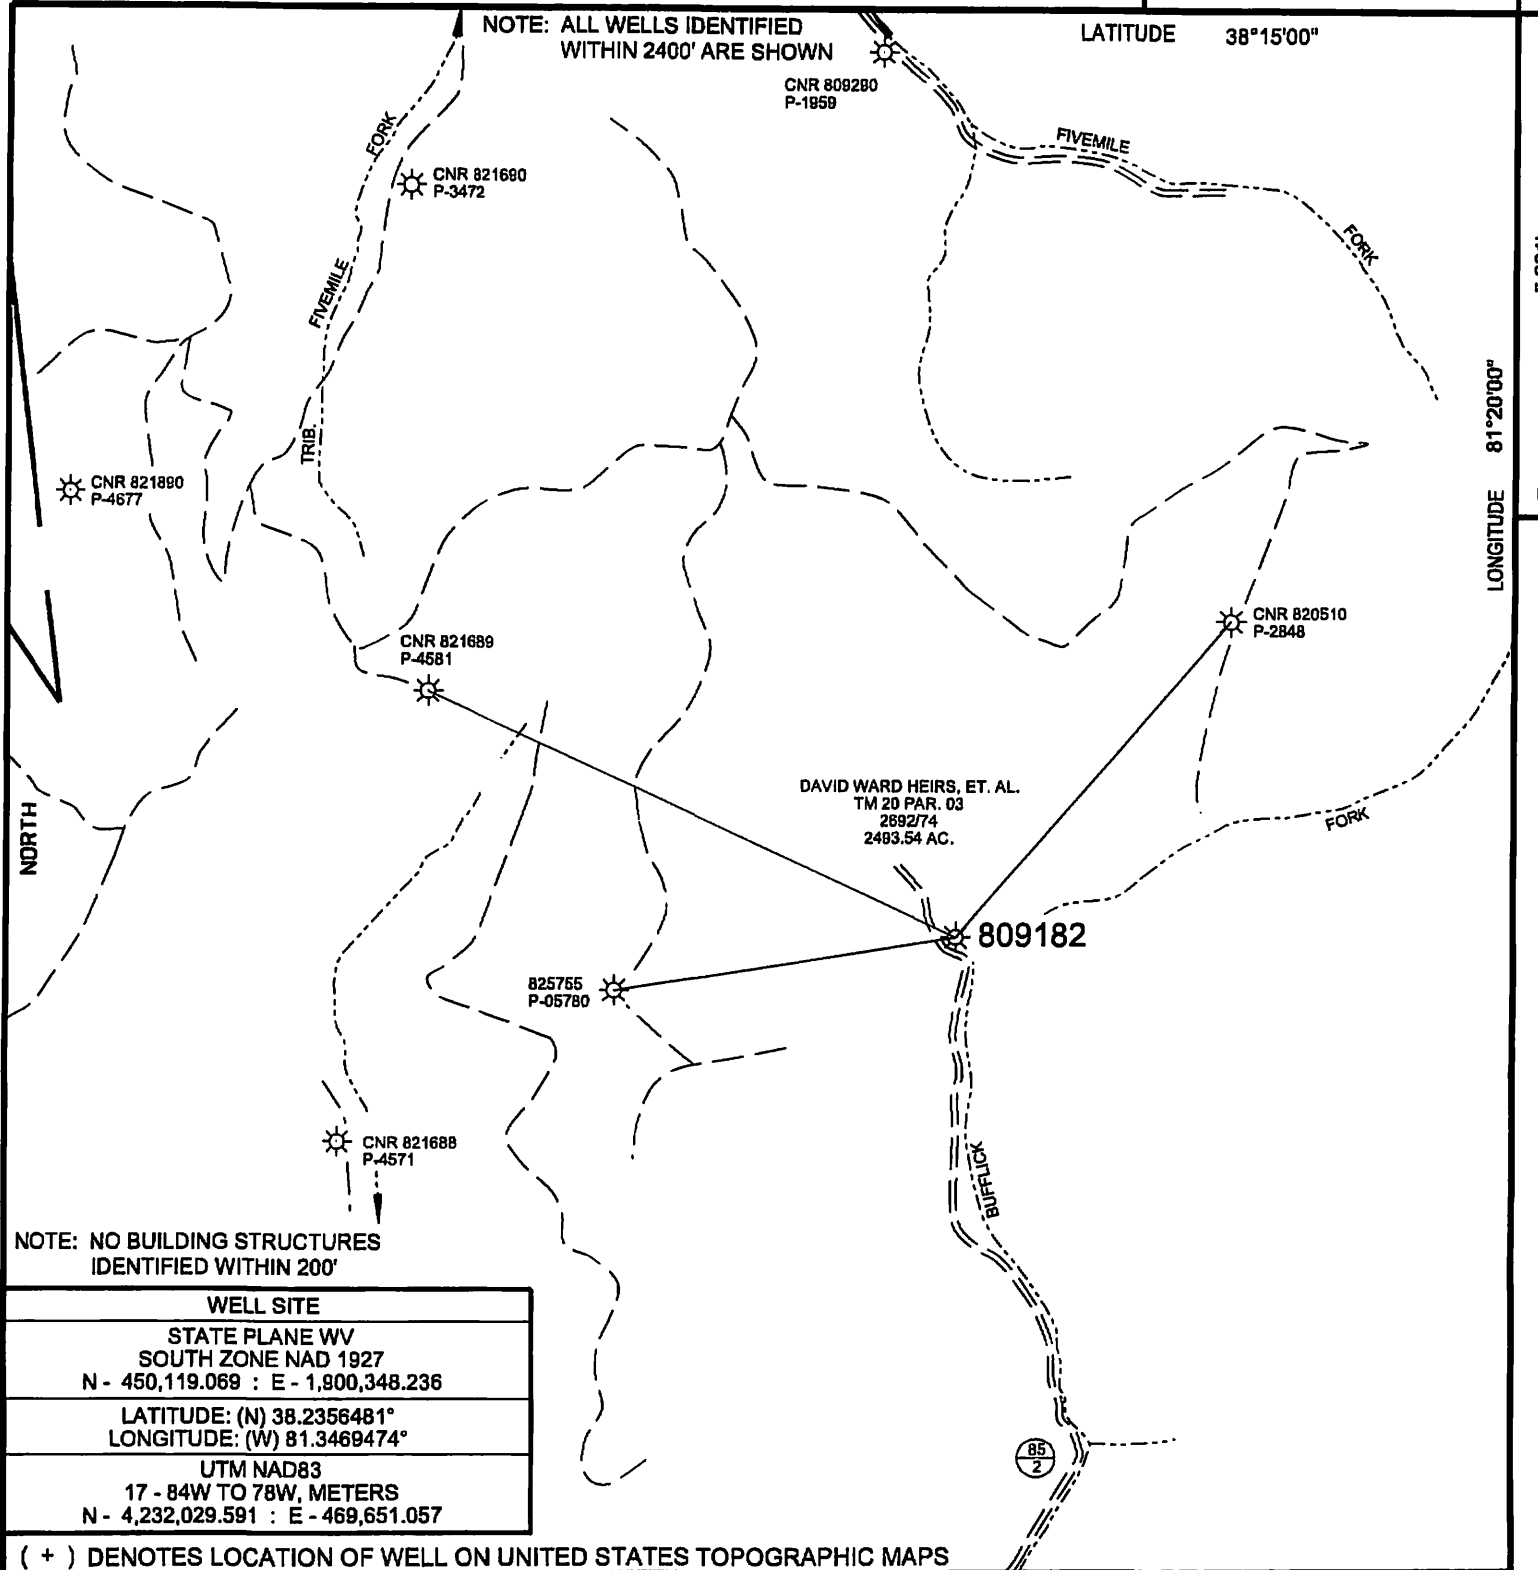 NOTE: ALL WELLS IDENTIFIED
WITHIN 2400' ARE SHOWN
LATITUDE 38°15'00"
CNR 809290
P-1959
FIVEMILE
FORK
FORK
CNR 821690
P-3472
FIVEMILE
TRIB.
LONGITUDE 81°20'00"
CNR 821890
P-4677
CNR 820510
P-2848
CNR 821689
P-4581
DAVID WARD HEIRS, ET. AL.
TM 20 PAR. 03
2692/74
2493.54 AC.
FORK
NORTH
809182
825755
P-05780
CNR 821688
P-4571
BUFFLICK
NOTE: NO BUILDING STRUCTURES
IDENTIFIED WITHIN 200'
WELL SITE
STATE PLANE WV
SOUTH ZONE NAD 1927
N - 450,119.069 : E - 1,900,348.236
LATITUDE: (N) 38.2356481°
LONGITUDE: (W) 81.3469474°
UTM NAD83
17 - 84W TO 78W, METERS
N - 4,232,029.591 : E - 469,651.057
85
2
( + ) DENOTES LOCATION OF WELL ON UNITED STATES TOPOGRAPHIC MAPS